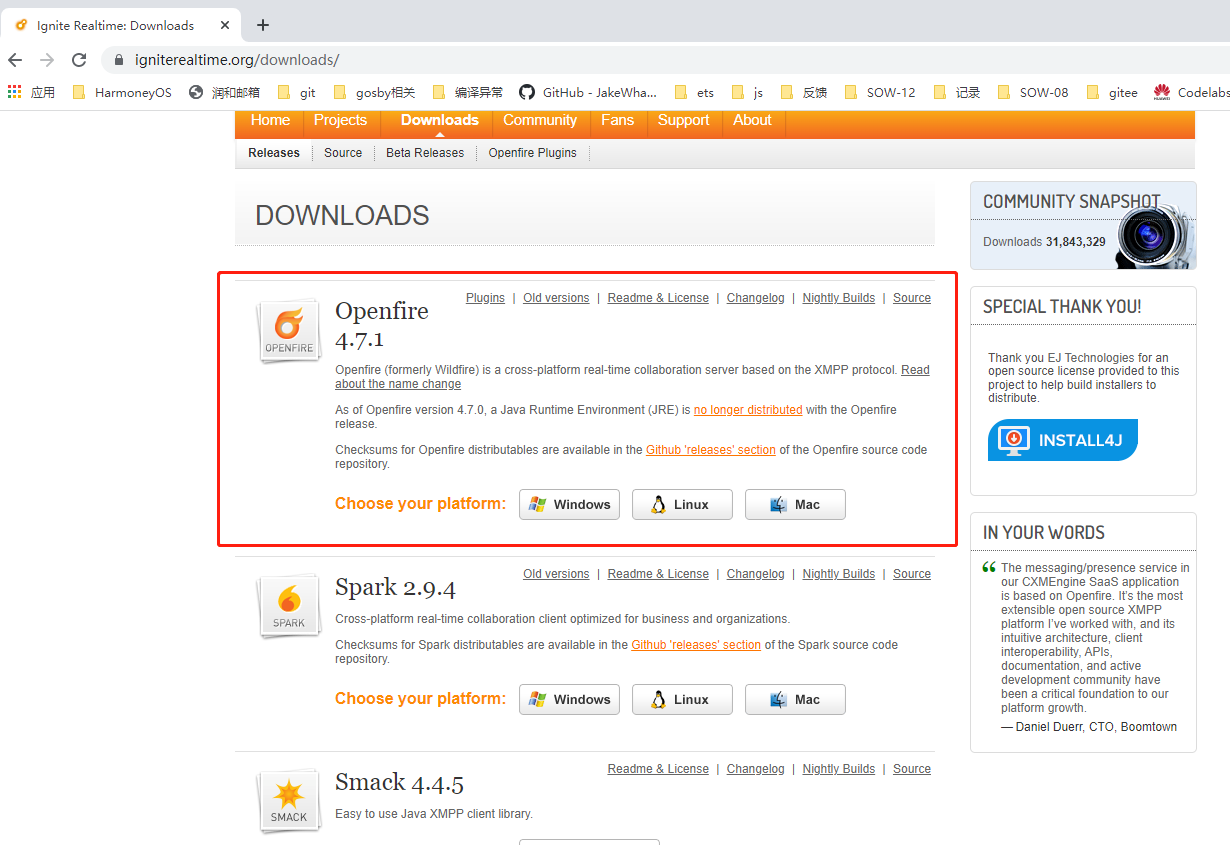 Ignite Realtime: Downloads
igniterealtime.org/downloads/
应用 HarmoneyOS 润和邮箱 git gosby相关 编译异常 GitHub - JakeWha... ets js 反馈 SOW-12 记录 SOW-08 gitee Codelabs
Home Projects Downloads Community Fans Support About
Releases Source Beta Releases Openfire Plugins
DOWNLOADS
Plugins | Old versions | Readme & License | Changelog | Nightly Builds | Source
OPENFIRE
Openfire
4.7.1
Openfire (formerly Wildfire) is a cross-platform real-time collaboration server based on the XMPP protocol. Read
about the name change
As of Openfire version 4.7.0, a Java Runtime Environment (JRE) is no longer distributed with the Openfire
release.
Checksums for Openfire distributables are available in the Github 'releases' section of the Openfire source code
repository.
Choose your platform: Windows Linux Mac
Old versions | Readme & License | Changelog | Nightly Builds | Source
SPARK
Spark 2.9.4
Cross-platform real-time collaboration client optimized for business and organizations.
Checksums for Spark distributables are available in the Github 'releases' section of the Spark source code
repository.
Choose your platform: Windows Linux Mac
Readme & License | Changelog | Nightly Builds | Source
SMACK
Smack 4.4.5
Easy to use Java XMPP client library.
COMMUNITY SNAPSHOT
Downloads 31,843,329
SPECIAL THANK YOU!
Thank you EJ Technologies for an
open source license provided to this
project to help build installers to
distribute.
INSTALL4J
IN YOUR WORDS
“ The messaging/presence service in
our CXMEngine SaaS application
is based on Openfire. It's the most
extensible open source XMPP
platform I've worked with, and its
intuitive architecture, client
interoperability, APIs,
documentation, and active
development community have
been a critical foundation to our
platform growth.
— Daniel Duerr, CTO, Boomtown